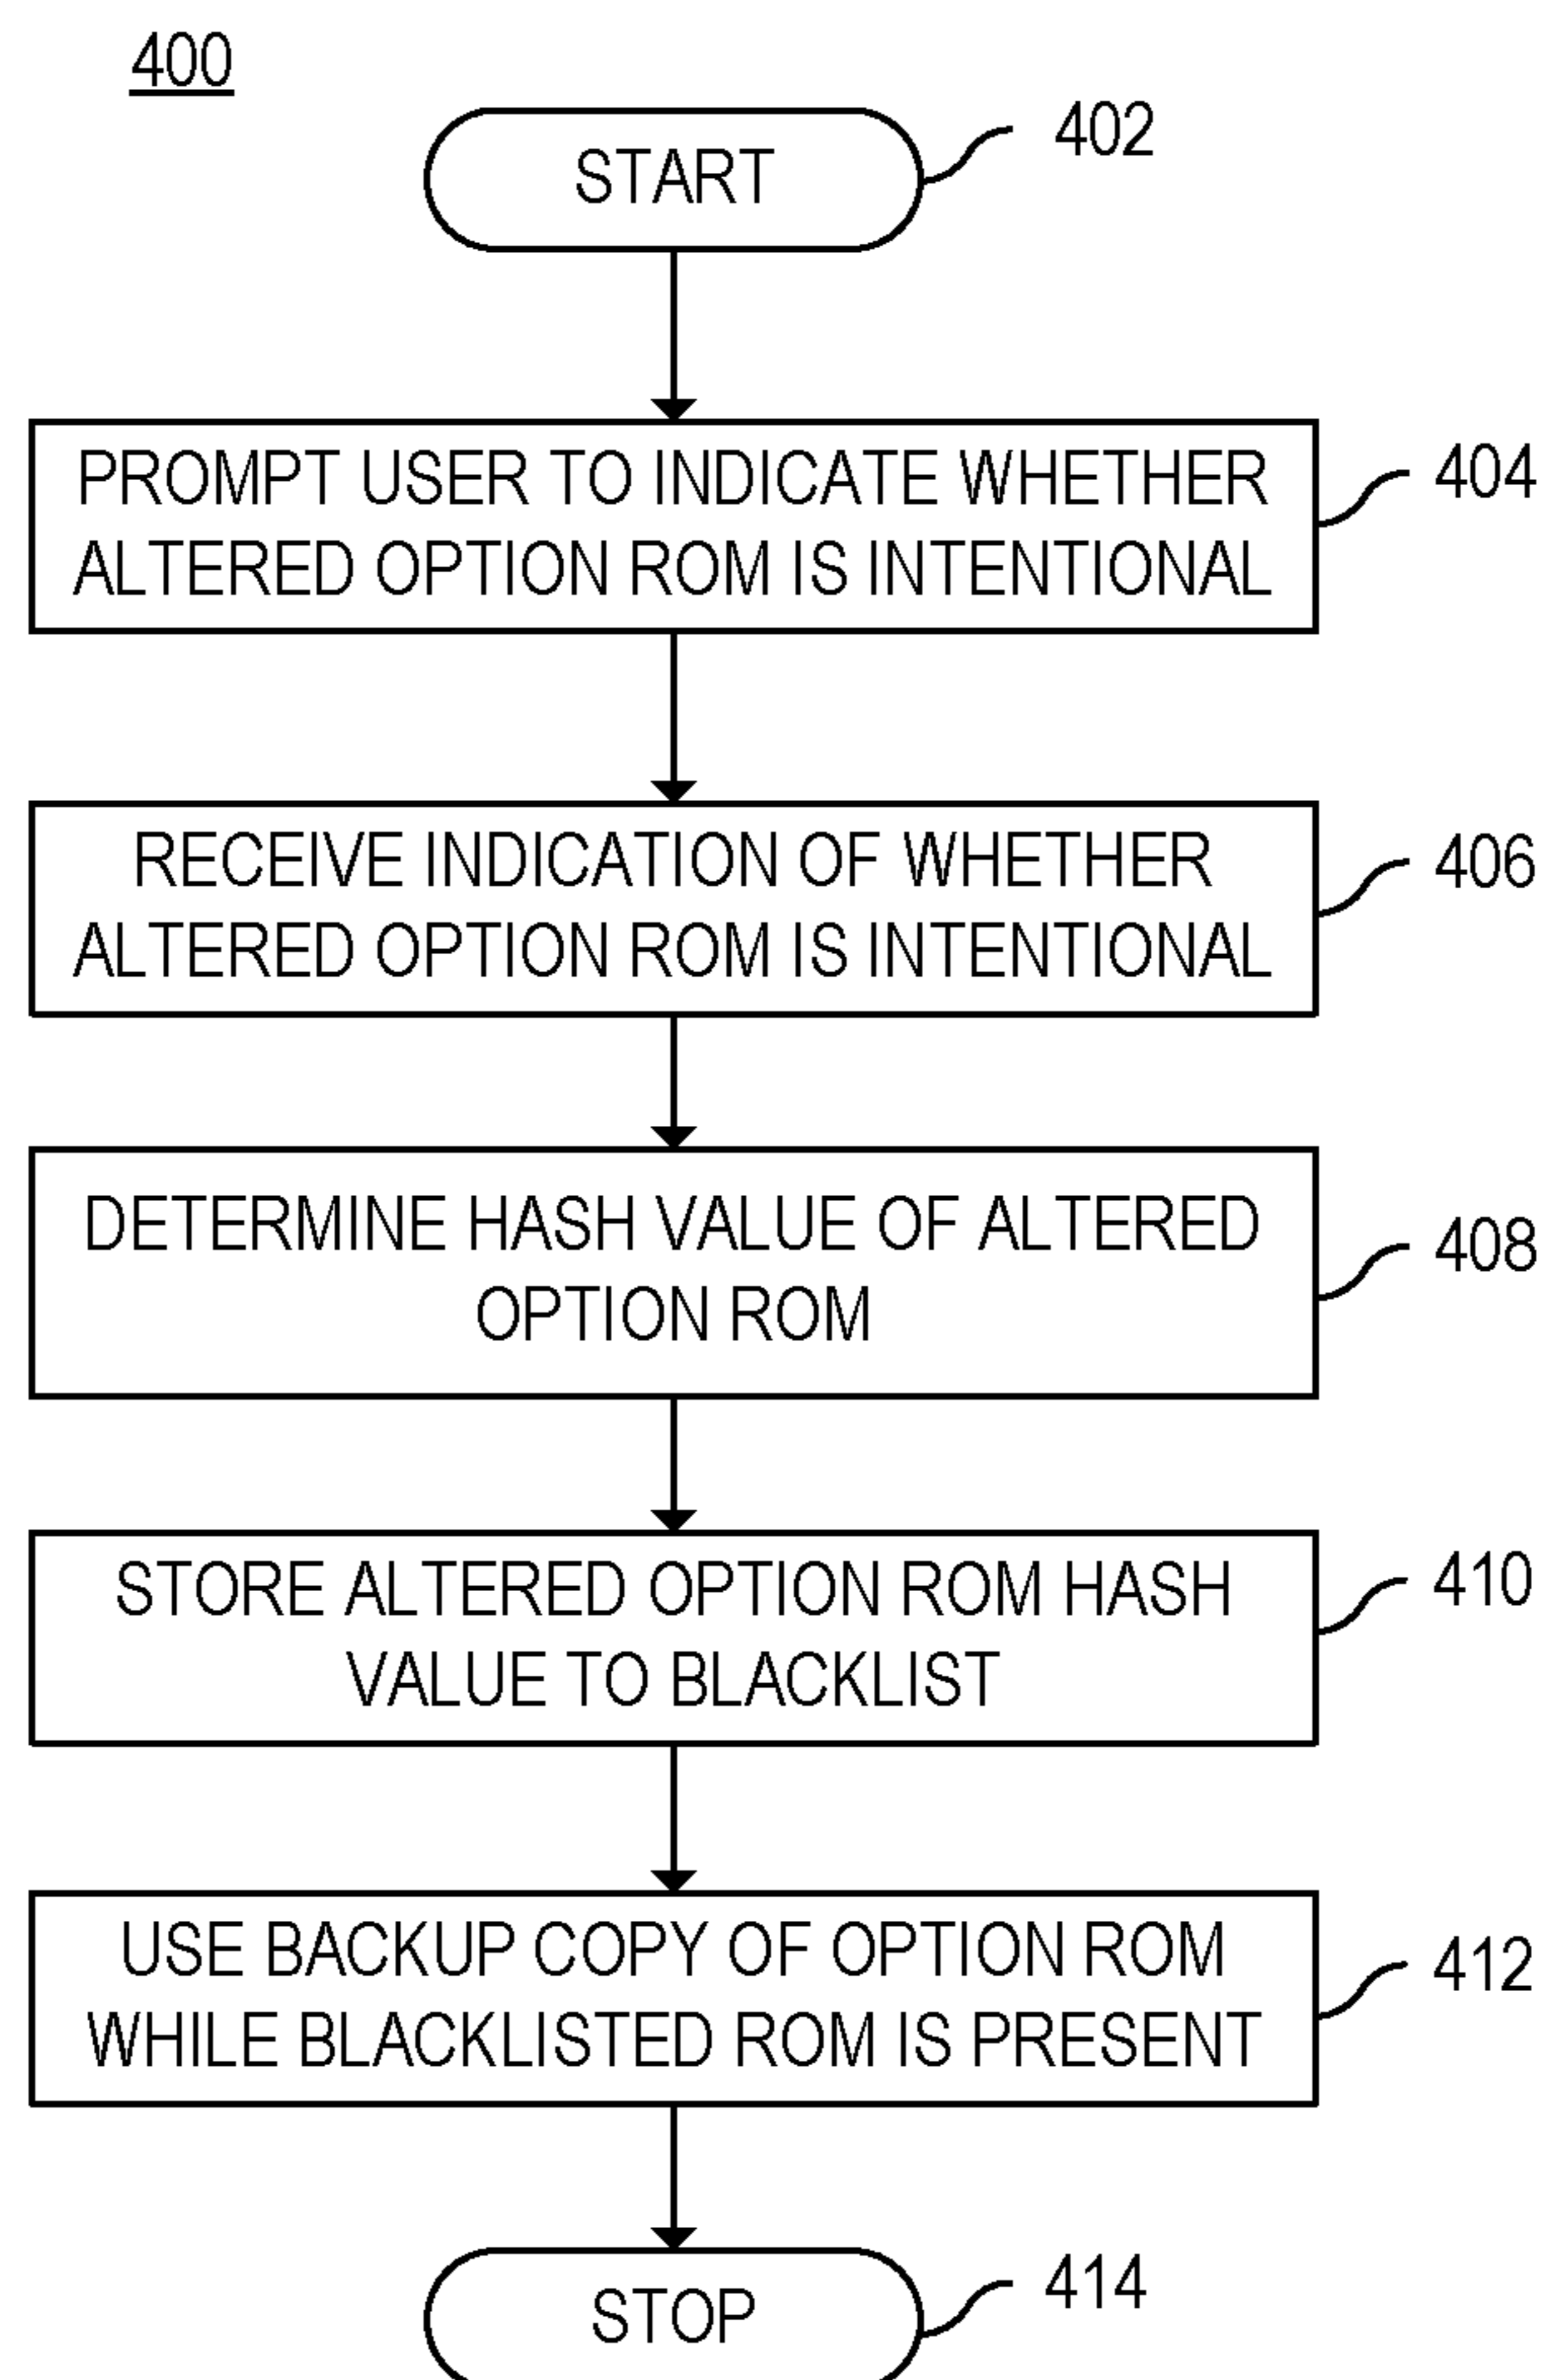 400
START
402
PROMPT USER TO INDICATE WHETHER
ALTERED OPTION ROM IS INTENTIONAL
404
RECEIVE INDICATION OF WHETHER
ALTERED OPTION ROM IS INTENTIONAL
406
DETERMINE HASH VALUE OF ALTERED
OPTION ROM
408
STORE ALTERED OPTION ROM HASH
VALUE TO BLACKLIST
410
USE BACKUP COPY OF OPTION ROM
WHILE BLACKLISTED ROM IS PRESENT
412
STOP
414